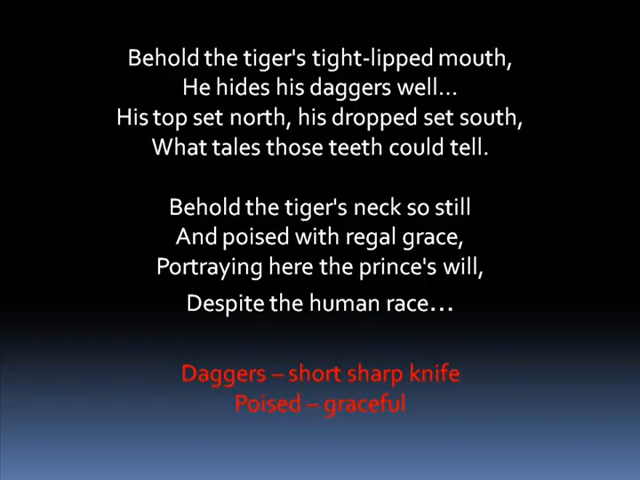 Behold the tiger's tight-lipped mouth,
He hides his daggers well...
His top set north, his dropped set south,
What tales those teeth could tell.
Behold the tiger's neck so still
And poised with regal grace,
Portraying here the prince's will,
Despite the human race...
Daggers – short sharp knife
Poised – graceful